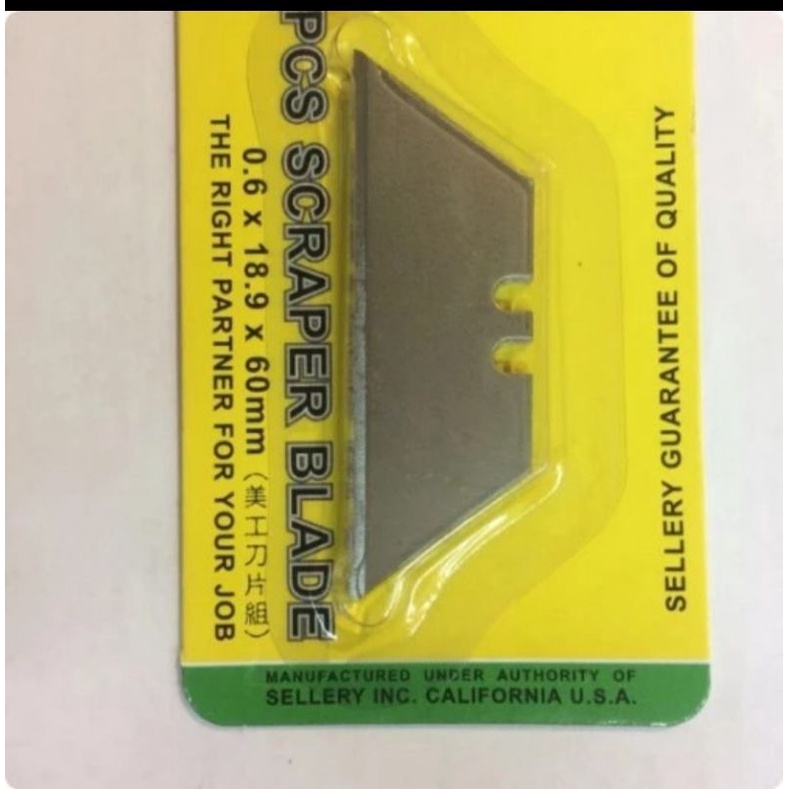 SELLERY GUARANTEE OF QUALITY
PCS SCRAPER BLADE
0.6 x 18.9 x 60mm (美工刀片組)
THE RIGHT PARTNER FOR YOUR JOB
MANUFACTURED UNDER AUTHORITY OF
SELLERY INC. CALIFORNIA U.S.A.